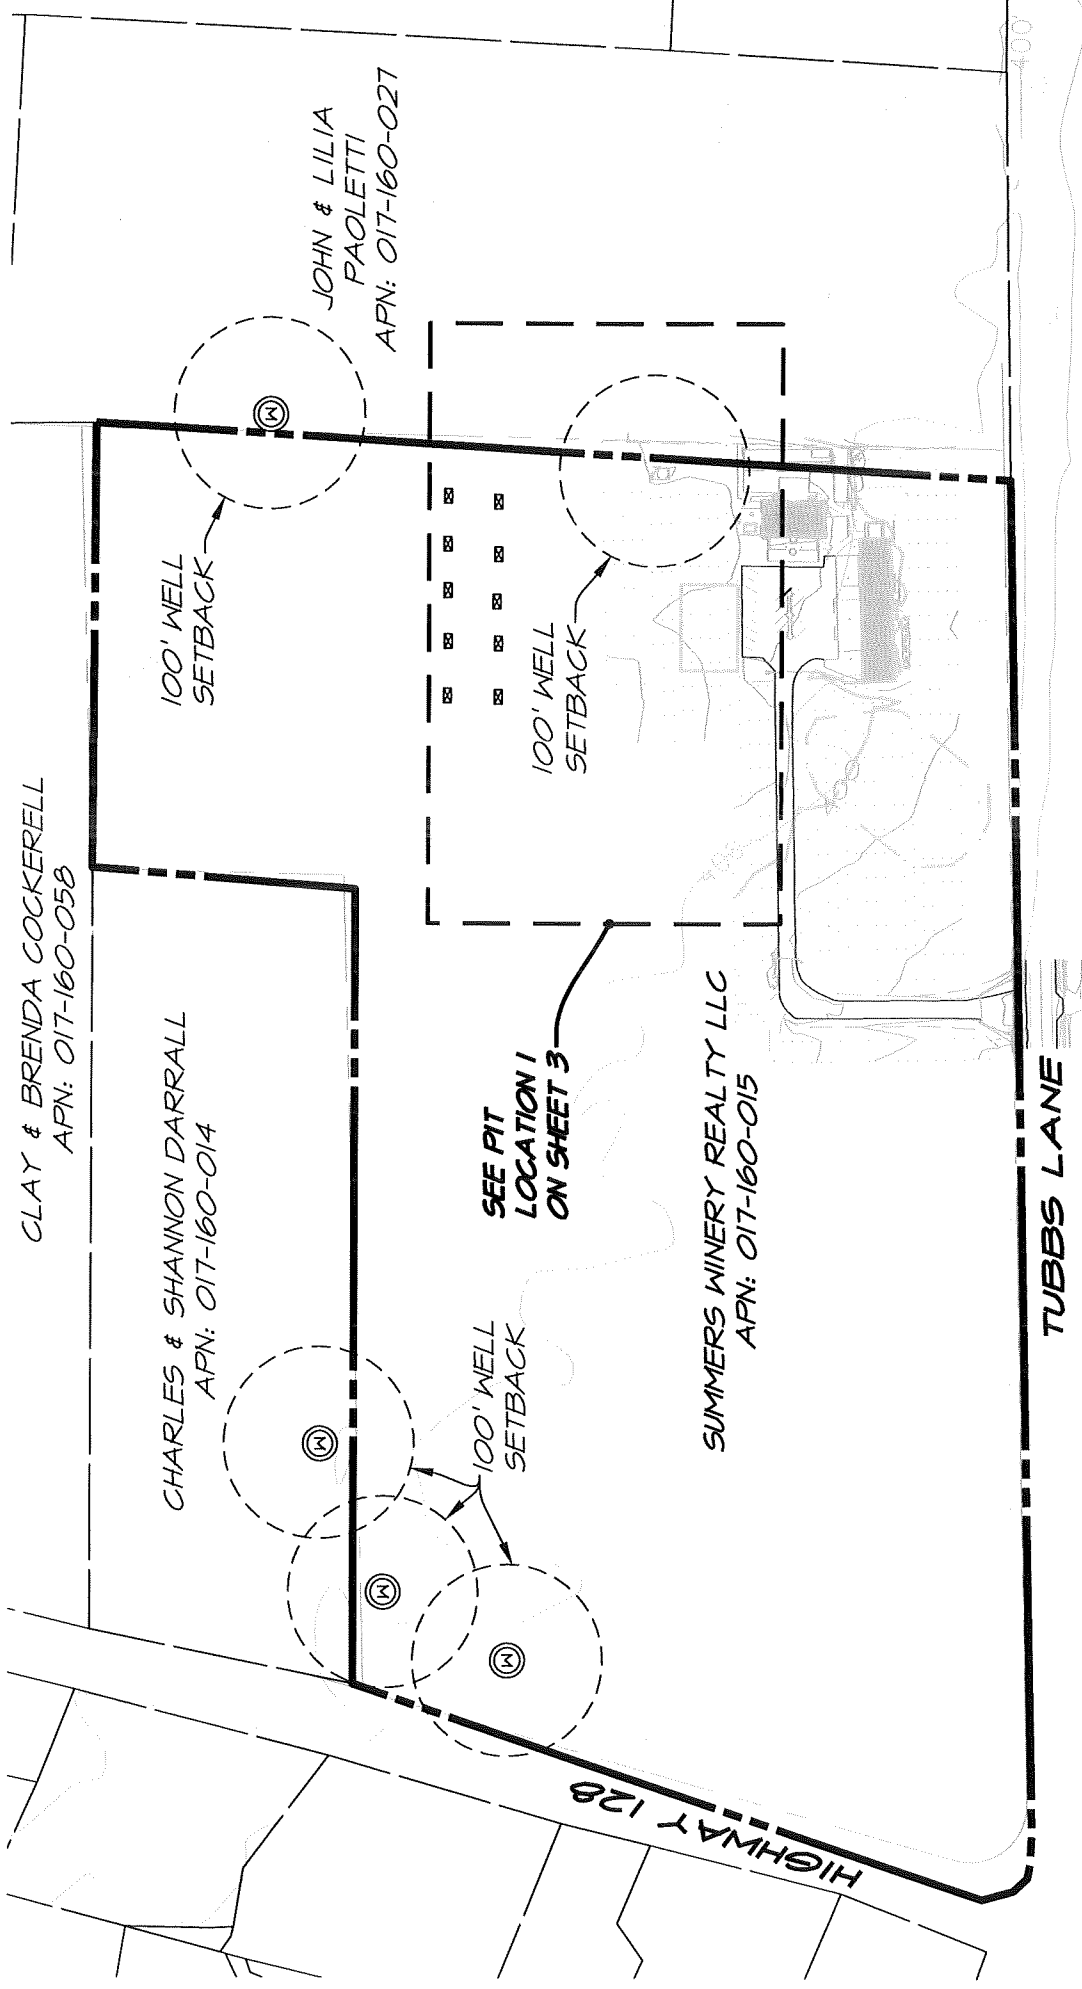 CLAY & BRENDA COCKERELL
APN: 017-160-058
CHARLES & SHANNON DARRALL
APN: 017-160-014
JOHN & LILIA
PAOLETTI
APN: 017-160-027
100' WELL
SETBACK
100' WELL
SETBACK
100' WELL
SETBACK
M
M
M
M
SEE PIT
LOCATION 1
ON SHEET 3
SUMMERS WINERY REALTY LLC
APN: 017-160-015
HIGHWAY 128
TUBBS LANE
400